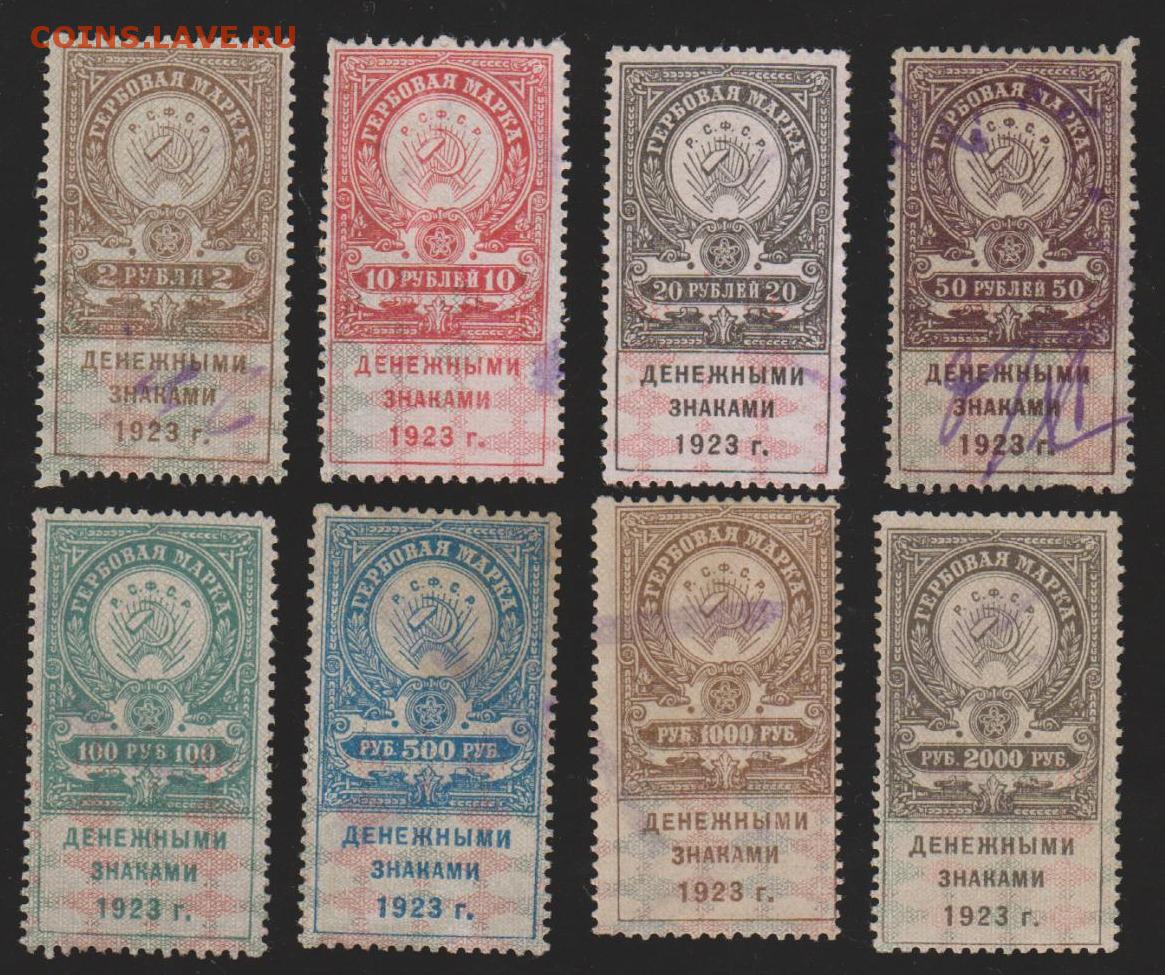 COINS.LAVE.RU
ГЕРБОВАЯ МАРКА
Р.С.Ф.С.Р.
2 РУБЛЯ 2
ДЕНЕЖНЫМИ
ЗНАКАМИ
1923 г.
ГЕРБОВАЯ МАРКА
Р.С.Ф.С.Р.
10 РУБЛЕЙ 10
ДЕНЕЖНЫМИ
ЗНАКАМИ
1923 г.
ГЕРБОВАЯ МАРКА
Р.С.Ф.С.Р.
20 РУБЛЕЙ 20
ДЕНЕЖНЫМИ
ЗНАКАМИ
1923 г.
ГЕРБОВАЯ МАРКА
Р.С.Ф.С.Р.
50 РУБЛЕЙ 50
ДЕНЕЖНЫМИ
ЗНАКАМИ
1923 г.
ГЕРБОВАЯ МАРКА
Р.С.Ф.С.Р.
100 РУБ 100
ДЕНЕЖНЫМИ
ЗНАКАМИ
1923 г.
ГЕРБОВАЯ МАРКА
Р.С.Ф.С.Р.
РУБ. 500 РУБ.
ДЕНЕЖНЫМИ
ЗНАКАМИ
1923 г.
ГЕРБОВАЯ МАРКА
Р.С.Ф.С.Р.
РУБ. 1000 РУБ.
ДЕНЕЖНЫМИ
ЗНАКАМИ
1923 г.
ГЕРБОВАЯ МАРКА
Р.С.Ф.С.Р.
РУБ. 2000 РУБ.
ДЕНЕЖНЫМИ
ЗНАКАМИ
1923 г.